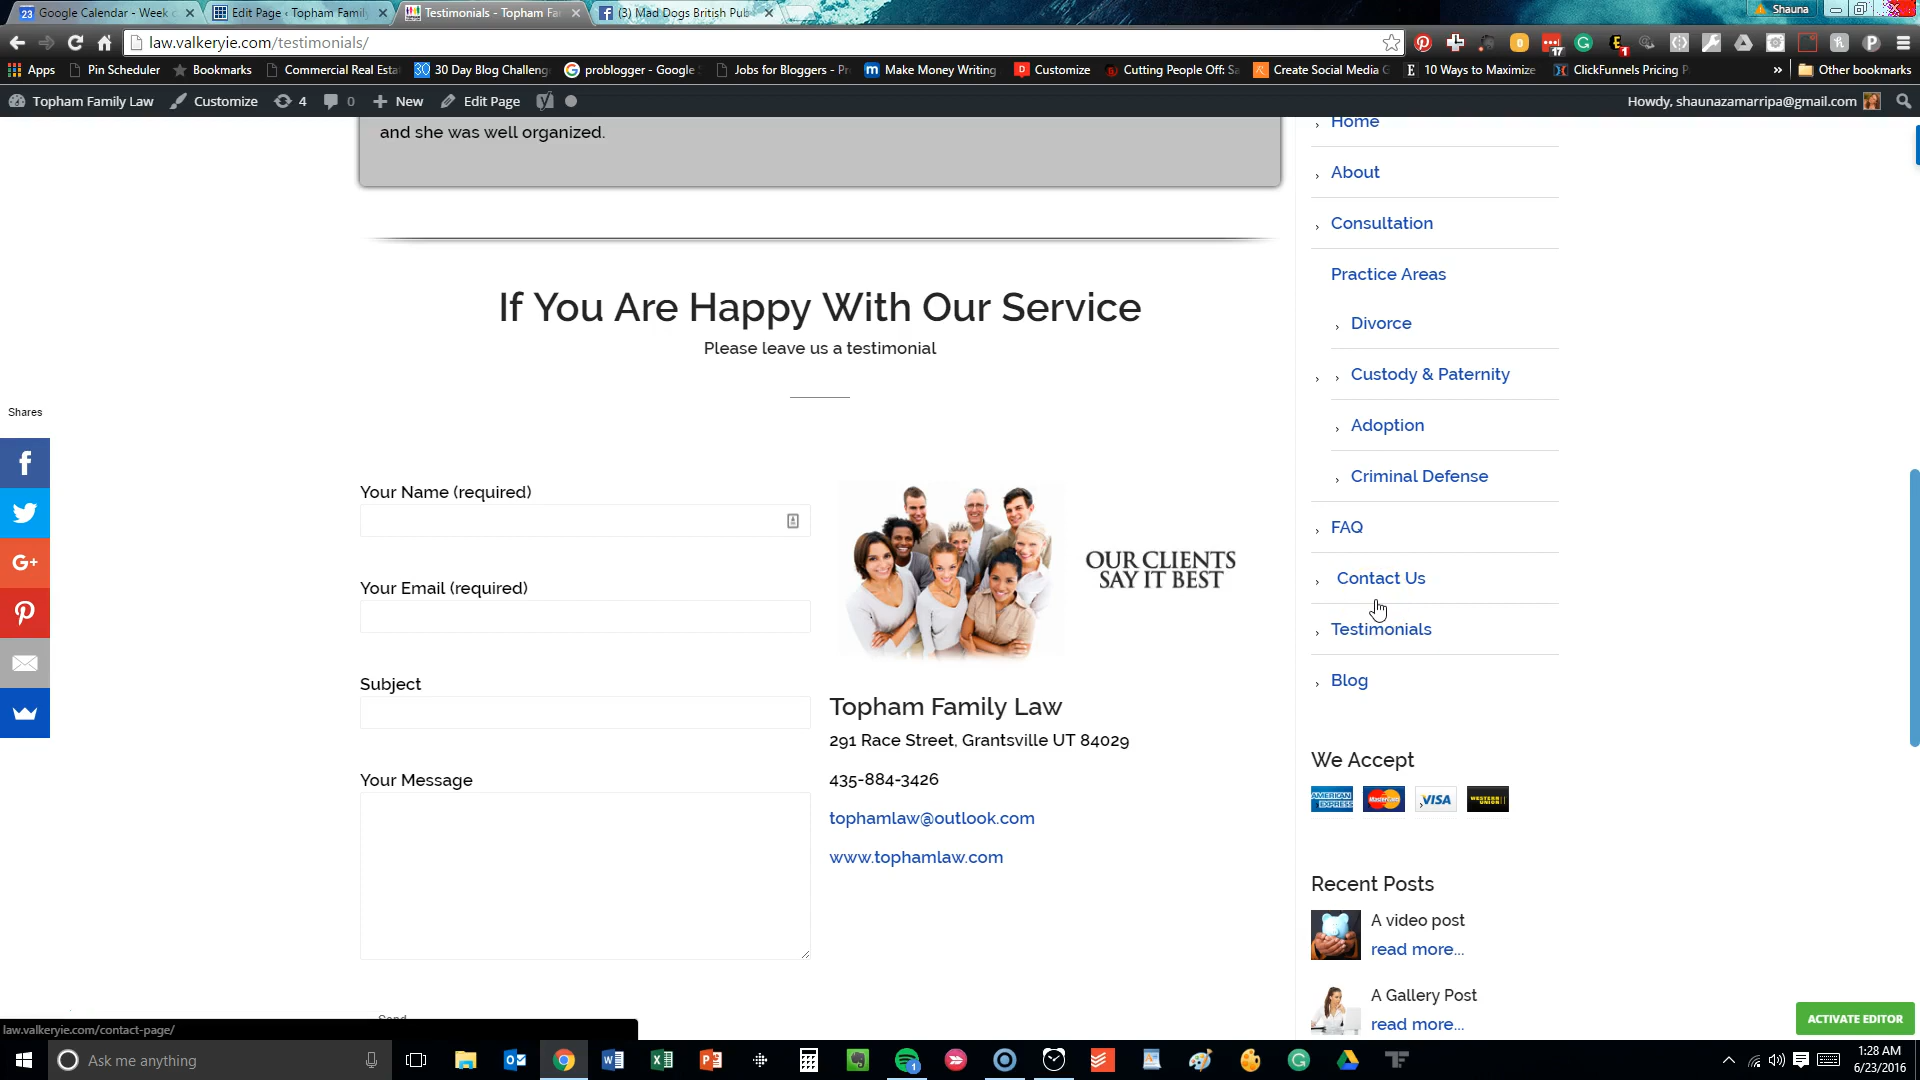 23 Google Calendar - Week
Edit Page ‹ Topham Family
Testimonials - Topham Fa
(3) Mad Dogs British Pub
Shauna
law.valkeryie.com/testimonials/
Apps
Pin Scheduler
Bookmarks
Commercial Real Esta
30 Day Blog Challeng
problogger - Google
Jobs for Bloggers - Pr
Make Money Writing
Customize
Cutting People Off: Sa
Create Social Media G
10 Ways to Maximize
ClickFunnels Pricing P
»
Other bookmarks
Topham Family Law
Customize
4
0
New
Edit Page
Howdy, shaunazamarripa@gmail.com
and she was well organized.
If You Are Happy With Our Service
Please leave us a testimonial
Shares
Your Name (required)
Your Email (required)
Subject
Your Message
Send
OUR CLIENTS
SAY IT BEST
Topham Family Law
291 Race Street, Grantsville UT 84029
435-884-3426
tophamlaw@outlook.com
www.tophamlaw.com
Home
About
Consultation
Practice Areas
Divorce
Custody & Paternity
Adoption
Criminal Defense
FAQ
Contact Us
Testimonials
Blog
We Accept
AMERICAN EXPRESS
MasterCard
VISA
WESTERN UNION
Recent Posts
A video post
read more...
A Gallery Post
read more...
ACTIVATE EDITOR
law.valkeryie.com/contact-page/
Ask me anything
1:28 AM
6/23/2016